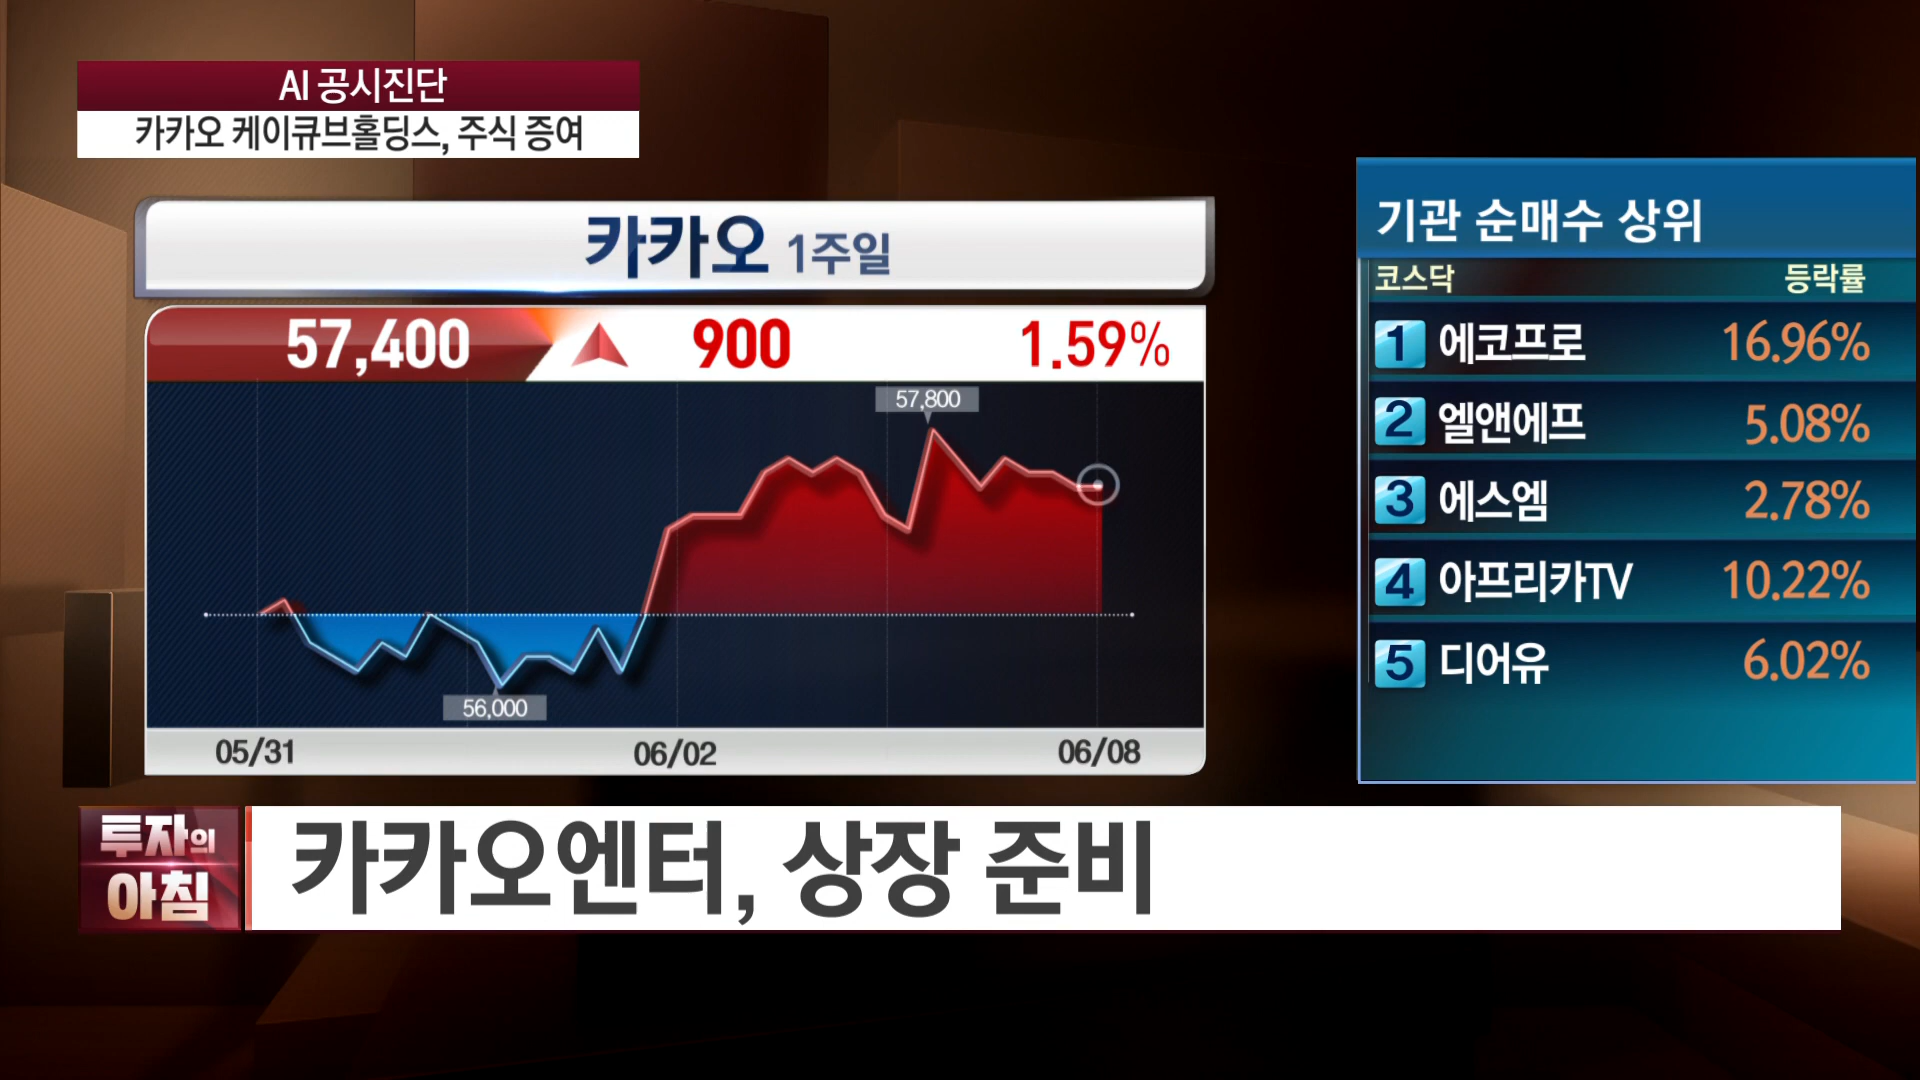 AI 공시진단
카카오 케이큐브홀딩스, 주식 증여
카카오 1주일
57,400 900 1.59%
57,800
56,000
05/31 06/02 06/08
기관 순매수 상위
코스닥 등락률
1 에코프로 16.96%
2 엘앤에프 5.08%
3 에스엠 2.78%
4 아프리카TV 10.22%
5 디어유 6.02%
투자의
아침
카카오엔터, 상장 준비